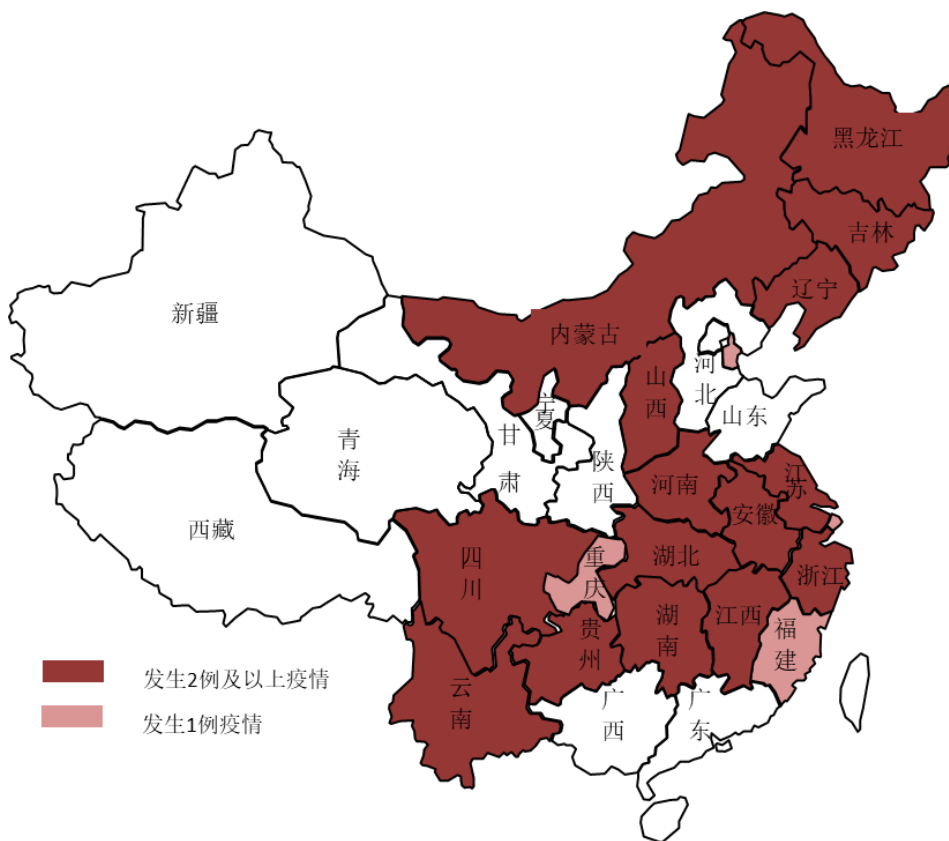 黑龙江
吉林
辽宁
新疆
内蒙古
河北
山西
宁夏
山东
青海
甘肃
陕西
河南
江苏
安徽
西藏
四川
重庆
湖北
浙江
贵州
湖南
江西
福建
云南
广西
广东
发生2例及以上疫情
发生1例疫情